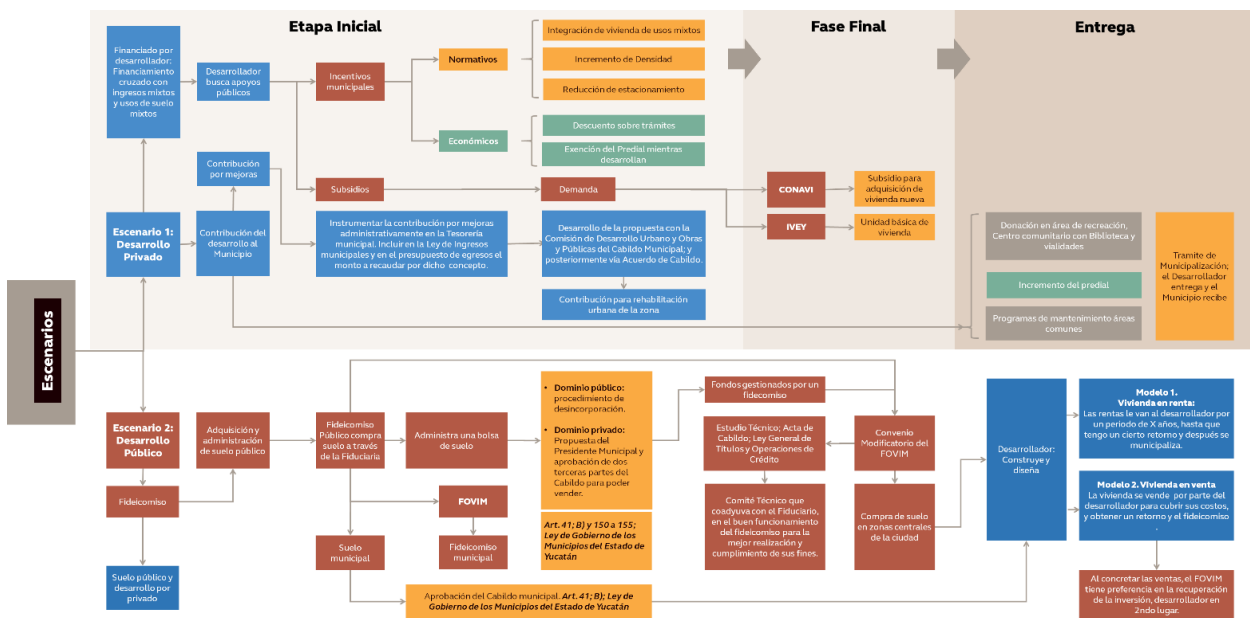 Etapa Inicial
Fase Final
Entrega
Escenarios
Financiado por
desarrollador:
Financiamiento
cruzado con
ingresos mixtos
y usos de suelo
mixtos
Desarrollador
busca apoyos
públicos
Incentivos
municipales
Normativos
Integración de vivienda de usos mixtos
Incremento de Densidad
Reducción de estacionamiento
Económicos
Descuento sobre trámites
Exención del Predial mientras
desarrollan
Contribución
por mejoras
Subsidios
Demanda
CONAVI
Subsidio para
adquisición de
vivienda nueva
IVEY
Unidad básica de
vivienda
Escenario 1:
Desarrollo
Privado
Contribución del
desarrollo al
Municipio
Instrumentar la contribución por mejoras
administrativamente en la Tesorería
municipal. Incluir en la Ley de Ingresos
municipales y en el presupuesto de egresos el
monto a recaudar por dicho concepto.
Desarrollo de la propuesta con la
Comisión de Desarrollo Urbano y Obras
y Públicas del Cabildo Municipal; y
posteriormente vía Acuerdo de Cabildo.
Contribución para rehabilitación
urbana de la zona
Donación en área de recreación,
Centro comunitario con Biblioteca y
vialidades
Incremento del predial
Programas de mantenimiento áreas
comunes
Tramite de
Municipalización;
el Desarrollador
entrega y el
Municipio recibe
Escenario 2:
Desarrollo
Público
Adquisición y
administración
de suelo público
Fideicomiso
Suelo público y
desarrollo por
privado
Fideicomiso
Público compra
suelo a través
de la Fiduciaria
Administra una bolsa
de suelo
FOVIM
Fideicomiso
municipal
Suelo
municipal
• Dominio público:
procedimiento de
desincorporación.
• Dominio privado:
Propuesta del
Presidente Municipal y
aprobación de dos
terceras partes del
Cabildo para poder
vender.
Art. 41; B) y 150 a 155;
Ley de Gobierno de los
Municipios del Estado de
Yucatán
Aprobación del Cabildo municipal. Art. 41; B); Ley de
Gobierno de los Municipios del Estado de Yucatán
Fondos gestionados por un
fidecomiso
Estudio Técnico; Acta de
Cabildo; Ley General de
Títulos y Operaciones de
Crédito
Convenio
Modificatorio del
FOVIM
Comité Técnico que
coadyuva con el Fiduciario,
en el buen funcionamiento
del fideicomiso para la
mejor realización y
cumplimiento de sus fines.
Compra de suelo
en zonas centrales
de la ciudad
Desarrollador:
Construye y
diseña
Modelo 1.
Vivienda en renta:
Las rentas le van al desarrollador por
un periodo de X años, hasta que
tengo un cierto retorno y después se
municipaliza.
Modelo 2. Vivienda en venta
La vivienda se vende por parte del
desarrollador para cubrir sus costos,
y obtener un retorno y el fideicomiso
.
Al concretar las ventas, el FOVIM
tiene preferencia en la recuperación
de la inversión, desarrollador en
2ndo lugar.